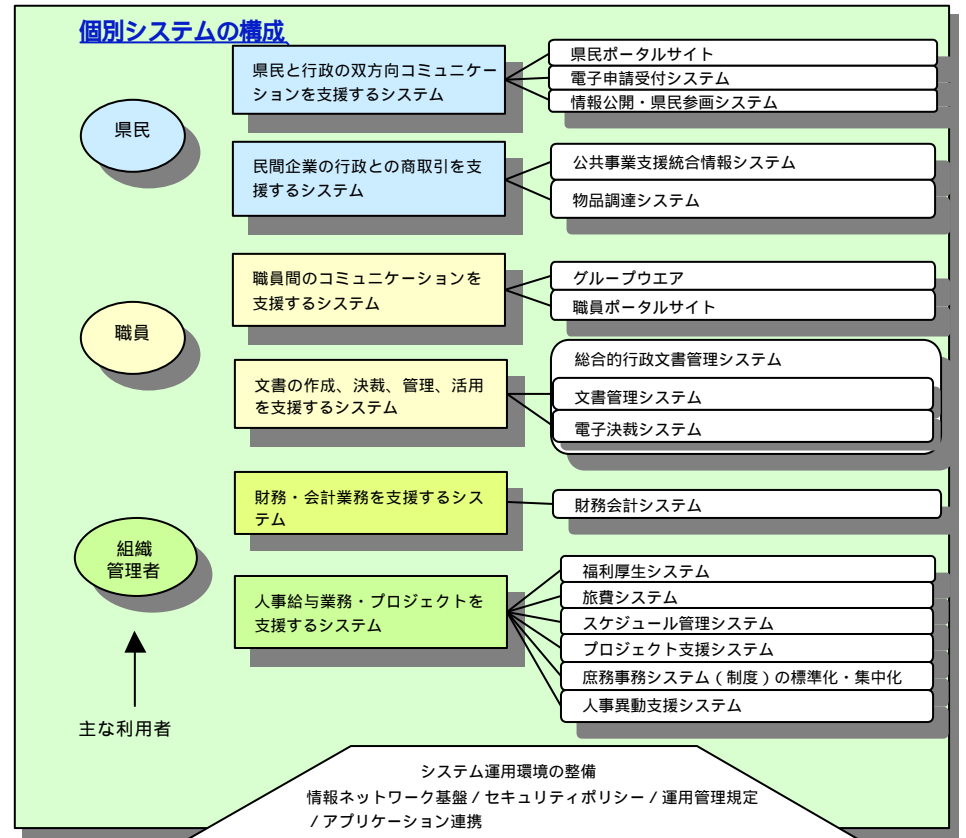 個別システムの構成
県民
県民と行政の双方向コミュニケー
ションを支援するシステム
県民ポータルサイト
電子申請受付システム
情報公開・県民参画システム
民間企業の行政との商取引を支
援するシステム
公共事業支援統合情報システム
物品調達システム
職員
職員間のコミュニケーションを
支援するシステム
グループウエア
職員ポータルサイト
文書の作成、決裁、管理、活用
を支援するシステム
総合的行政文書管理システム
文書管理システム
電子決裁システム
組織
管理者
財務・会計業務を支援するシス
テム
財務会計システム
人事給与業務・プロジェクトを
支援するシステム
福利厚生システム
旅費システム
スケジュール管理システム
プロジェクト支援システム
庶務事務システム（制度）の標準化・集中化
人事異動支援システム
主な利用者
システム運用環境の整備
情報ネットワーク基盤/セキュリティポリシー/運用管理規定
/アプリケーション連携